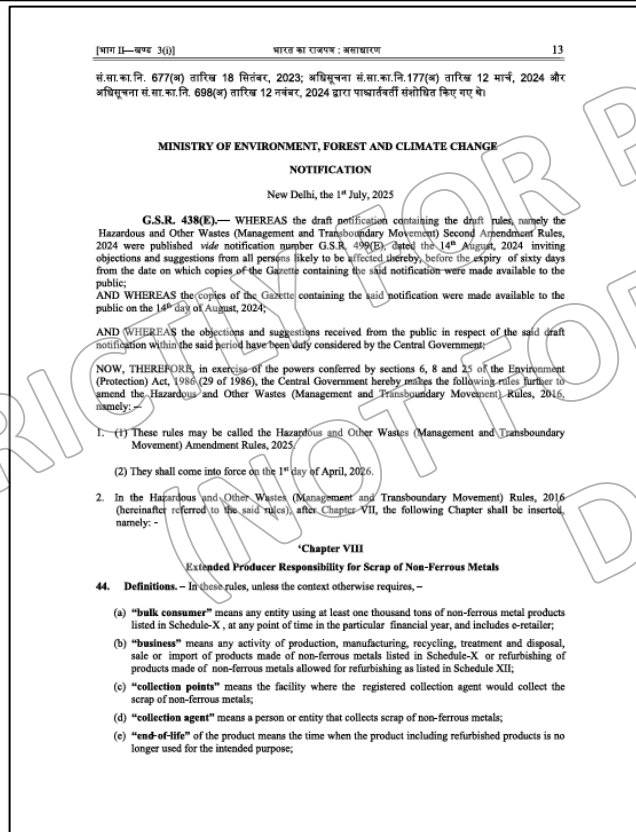 [भाग II—खण्ड 3(i)] भारत का राजपत्र : असाधारण 13
सं.सा.का.नि. 677(अ) तारिख 18 सितंबर, 2023; अधिसूचना सं.सा.का.नि.177(अ) तारिख 12 मार्च, 2024 और
अधिसूचना सं.सा.का.नि. 698(अ) तारिख 12 नवंबर, 2024 द्वारा पाश्चार्तवर्ती संशोधित किए गए थे।
MINISTRY OF ENVIRONMENT, FOREST AND CLIMATE CHANGE
NOTIFICATION
New Delhi, the 1st July, 2025
G.S.R. 438(E).— WHEREAS the draft notification containing the draft rules, namely the
Hazardous and Other Wastes (Management and Transboundary Movement) Second Amendment Rules,
2024 were published vide notification number G.S.R. 499(E), dated the 14th August, 2024 inviting
objections and suggestions from all persons likely to be affected thereby, before the expiry of sixty days
from the date on which copies of the Gazette containing the said notification were made available to the
public;
AND WHEREAS the copies of the Gazette containing the said notification were made available to the
public on the 14th day of August, 2024;
AND WHEREAS the objections and suggestions received from the public in respect of the said draft
notification within the said period have been duly considered by the Central Government;
NOW, THEREFORE, in exercise of the powers conferred by sections 6, 8 and 25 of the Environment
(Protection) Act, 1986 (29 of 1986), the Central Government hereby makes the following rules further to
amend the Hazardous and Other Wastes (Management and Transboundary Movement) Rules, 2016,
namely: —
1. (1) These rules may be called the Hazardous and Other Wastes (Management and Transboundary
Movement) Amendment Rules, 2025.
(2) They shall come into force on the 1st day of April, 2026.
2. In the Hazardous and Other Wastes (Management and Transboundary Movement) Rules, 2016
(hereinafter referred to the said rules), after Chapter VII, the following Chapter shall be inserted,
namely: -
‘Chapter VIII
Extended Producer Responsibility for Scrap of Non-Ferrous Metals
44. Definitions. – In these rules, unless the context otherwise requires, –
(a) “bulk consumer” means any entity using at least one thousand tons of non-ferrous metal products
listed in Schedule-X , at any point of time in the particular financial year, and includes e-retailer;
(b) “business” means any activity of production, manufacturing, recycling, treatment and disposal,
sale or import of products made of non-ferrous metals listed in Schedule-X or refurbishing of
products made of non-ferrous metals allowed for refurbishing as listed in Schedule XII;
(c) “collection points” means the facility where the registered collection agent would collect the
scrap of non-ferrous metals;
(d) “collection agent” means a person or entity that collects scrap of non-ferrous metals;
(e) “end-of-life” of the product means the time when the product including refurbished products is no
longer used for the intended purpose;